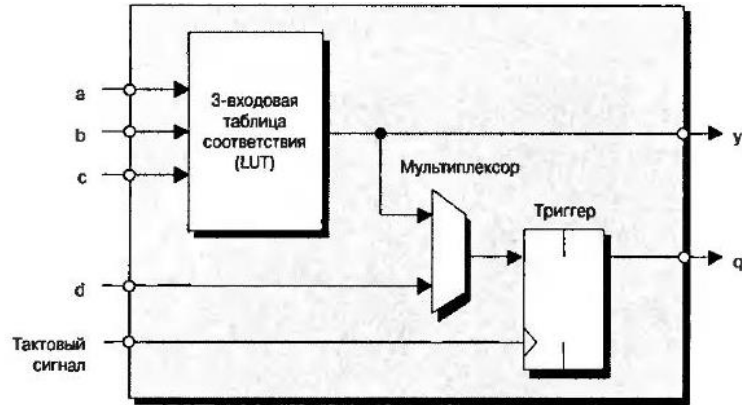 a
b
c
d
Тактовый
сигнал
3-входовая
таблица
соответствия
(LUT)
Мультиплексор
Триггер
y
q